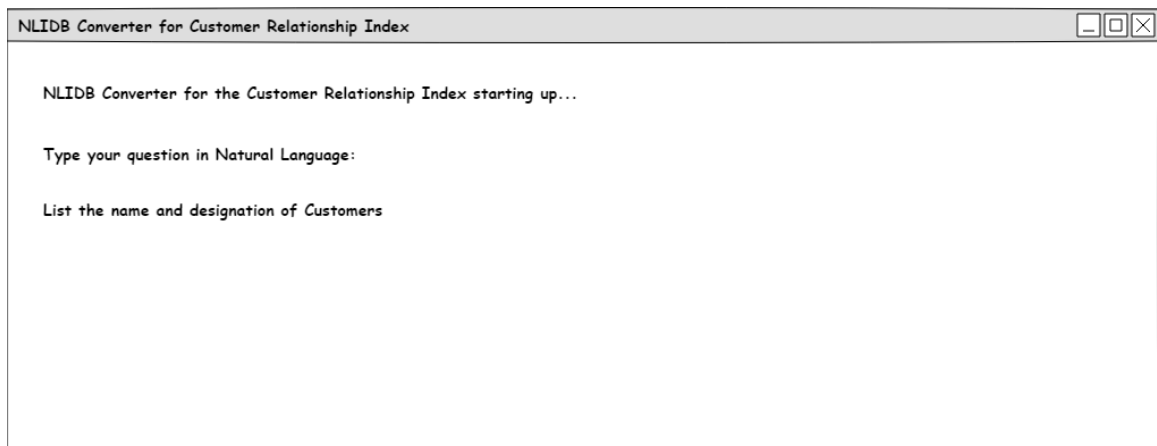 NLIDB Converter for Customer Relationship Index
NLIDB Converter for the Customer Relationship Index starting up...
Type your question in Natural Language:
List the name and designation of Customers